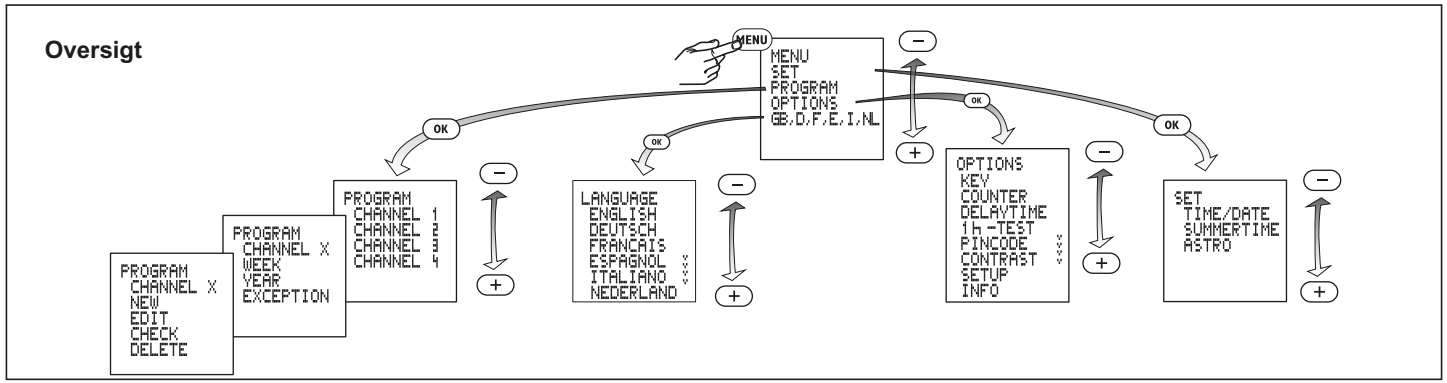 Oversigt
MENU
MENU
SET
PROGRAM
OPTIONS
GB,D,F,E,I,NL
−
+
OK
OK
OK
OK
PROGRAM
CHANNEL X
NEW
EDIT
CHECK
DELETE
PROGRAM
CHANNEL X
WEEK
YEAR
EXCEPTION
PROGRAM
CHANNEL 1
CHANNEL 2
CHANNEL 3
CHANNEL 4
−
+
LANGUAGE
ENGLISH
DEUTSCH
FRANCAIS
ESPAGNOL
ITALIANO
NEDERLAND
−
+
OPTIONS
KEY
COUNTER
DELAYTIME
1h-TEST
PINCODE
CONTRAST
SETUP
INFO
−
+
SET
TIME/DATE
SUMMERTIME
ASTRO
−
+